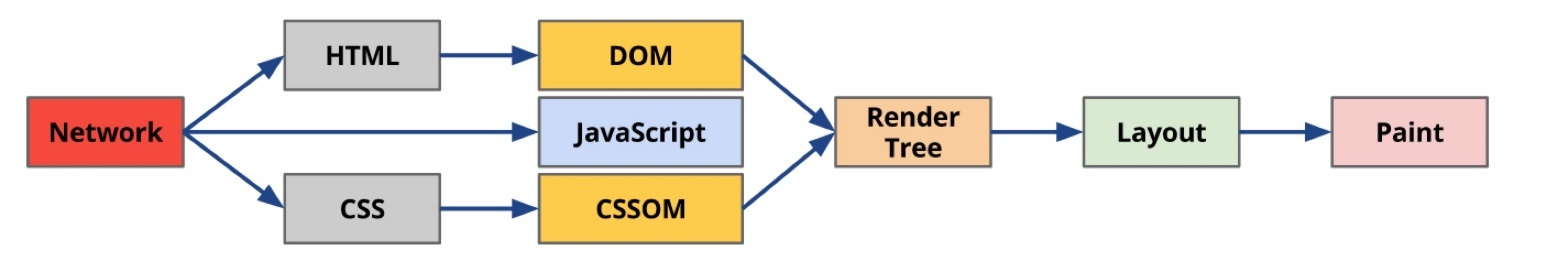 HTML
DOM
Network
JavaScript
Render
Tree
Layout
Paint
CSS
CSSOM